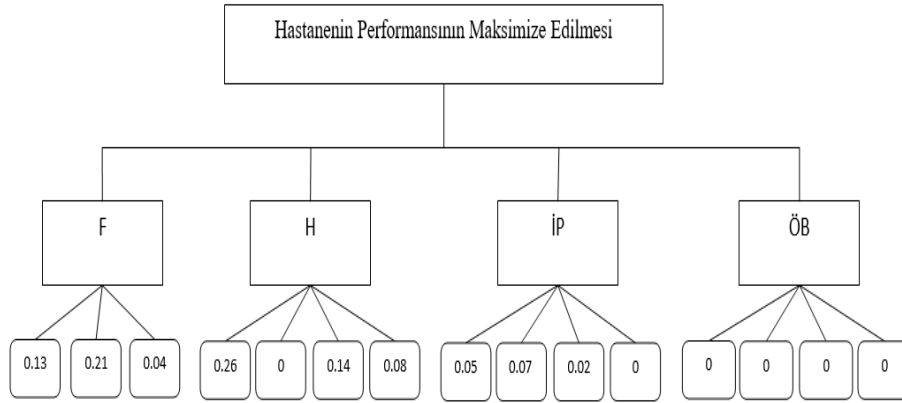 Hastanenin Performansının Maksimize Edilmesi
F H İP ÖB
0.13 0.21 0.04 0.26 0 0.14 0.08 0.05 0.07 0.02 0 0 0 0 0